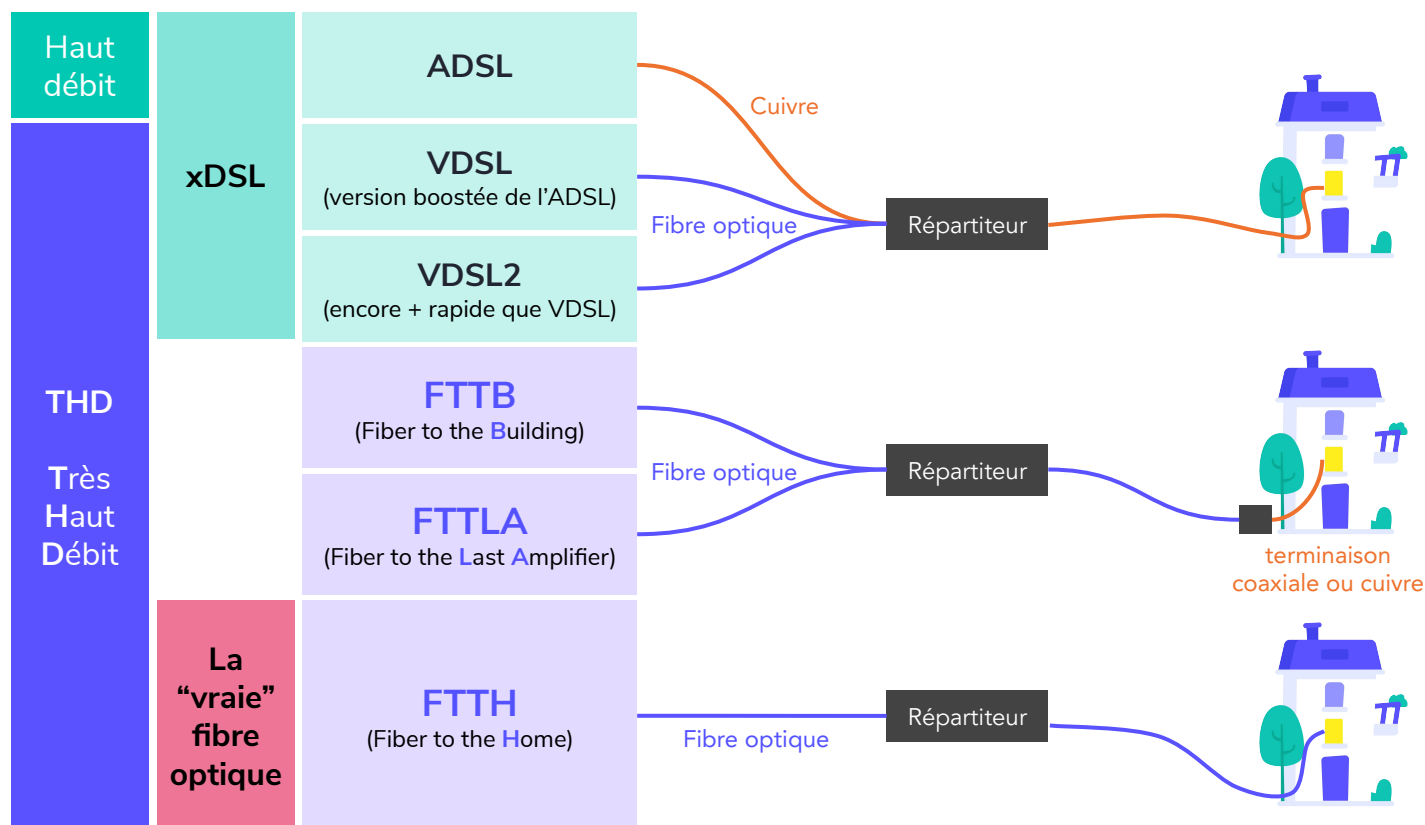 Haut
débit
xDSL
ADSL
VDSL
(version boostée de l’ADSL)
VDSL2
(encore + rapide que VDSL)
Cuivre
Fibre optique
Répartiteur
THD
Très
Haut
Débit
FTTB
(Fiber to the Building)
FTTLA
(Fiber to the Last Amplifier)
Fibre optique
Répartiteur
terminaison
coaxiale ou cuivre
La
“vraie”
fibre
optique
FTTH
(Fiber to the Home)
Fibre optique
Répartiteur